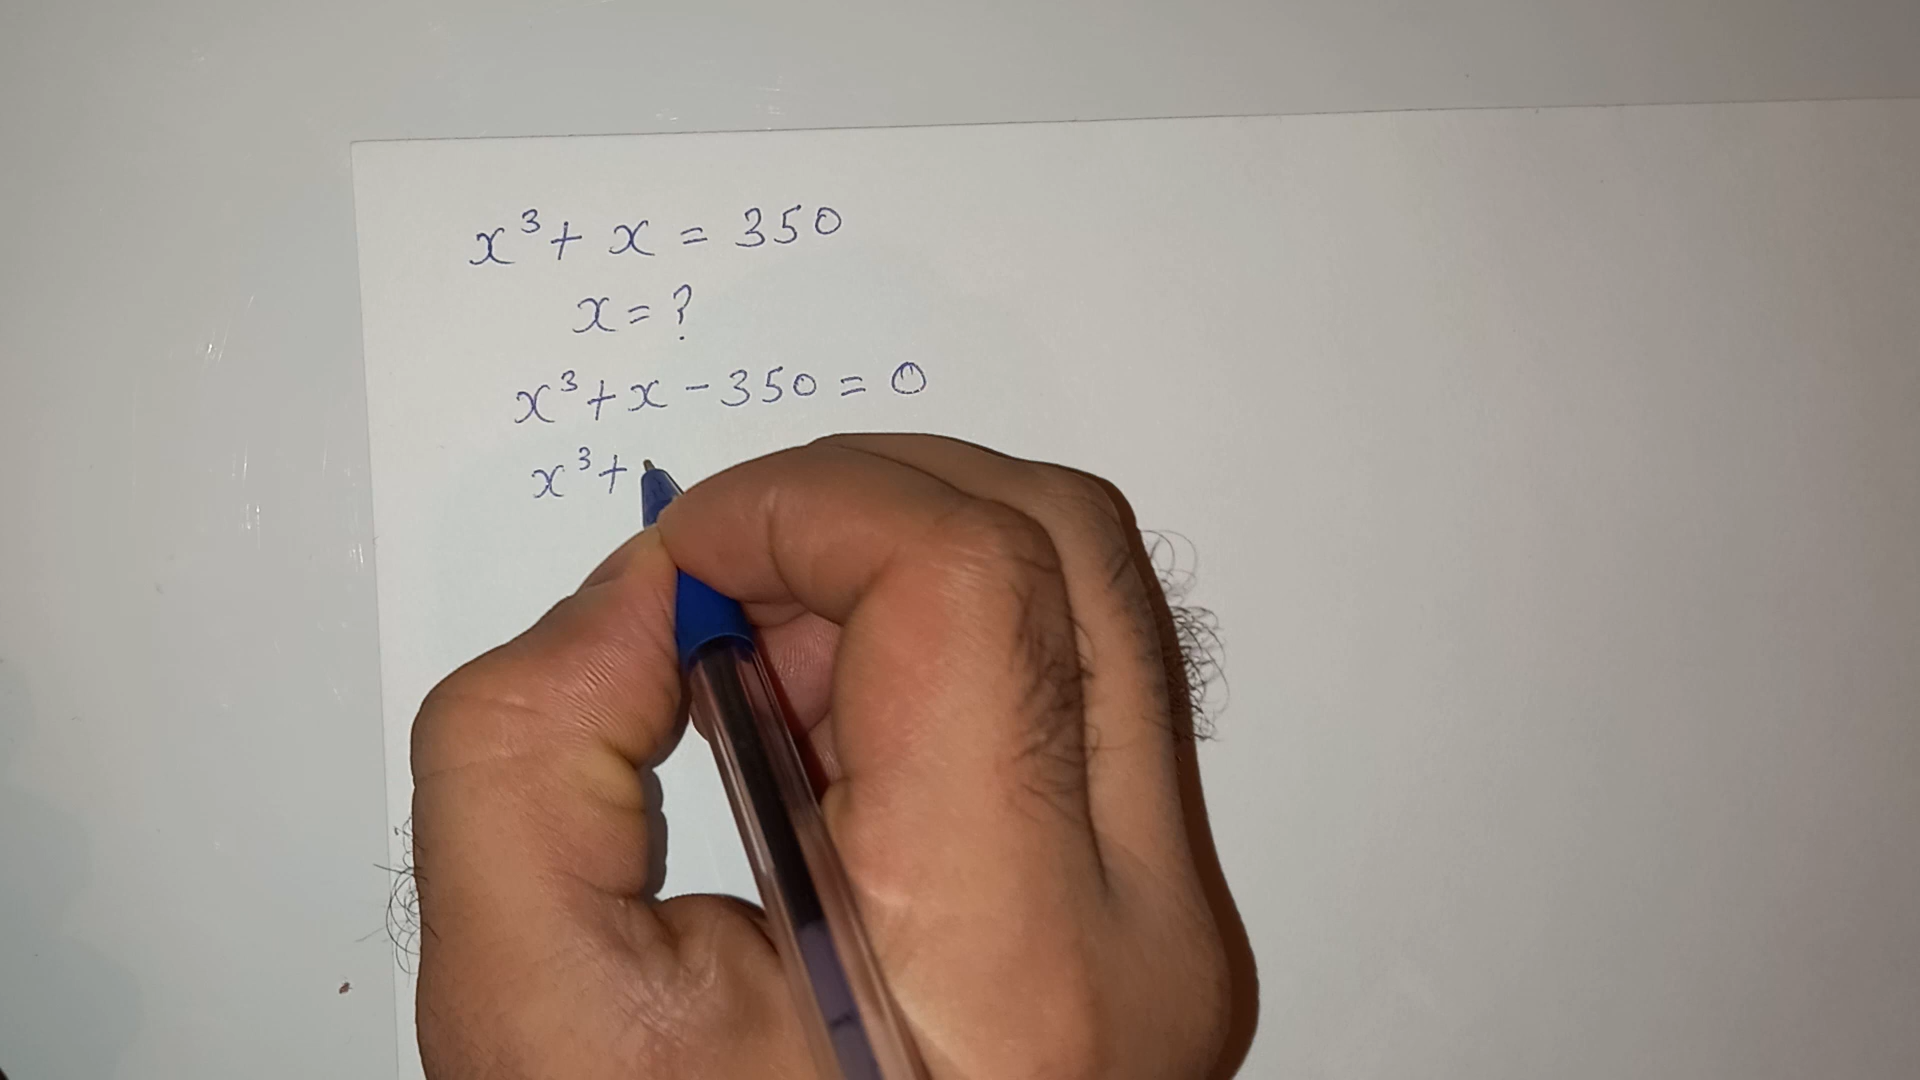 x³ + x = 350
x = ?
x³ + x - 350 = 0
x³ +